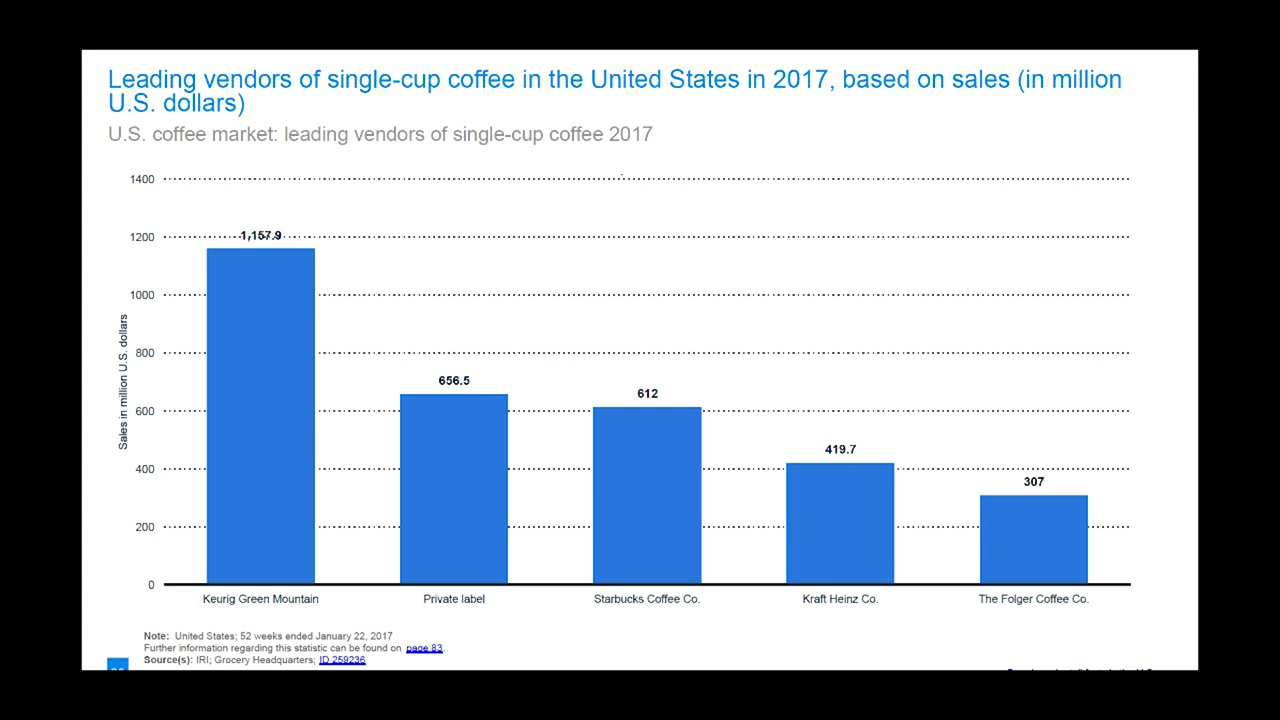 Leading vendors of single-cup coffee in the United States in 2017, based on sales (in million
U.S. dollars)
U.S. coffee market: leading vendors of single-cup coffee 2017
Sales in million U.S. dollars
1400
1200
1000
800
600
400
200
0
1,157.9
656.5
612
419.7
307
Keurig Green Mountain
Private label
Starbucks Coffee Co.
Kraft Heinz Co.
The Folger Coffee Co.
Note: United States; 52 weeks ended January 22, 2017
Further information regarding this statistic can be found on page 83.
Source(s): IRI; Grocery Headquarters; ID 259236